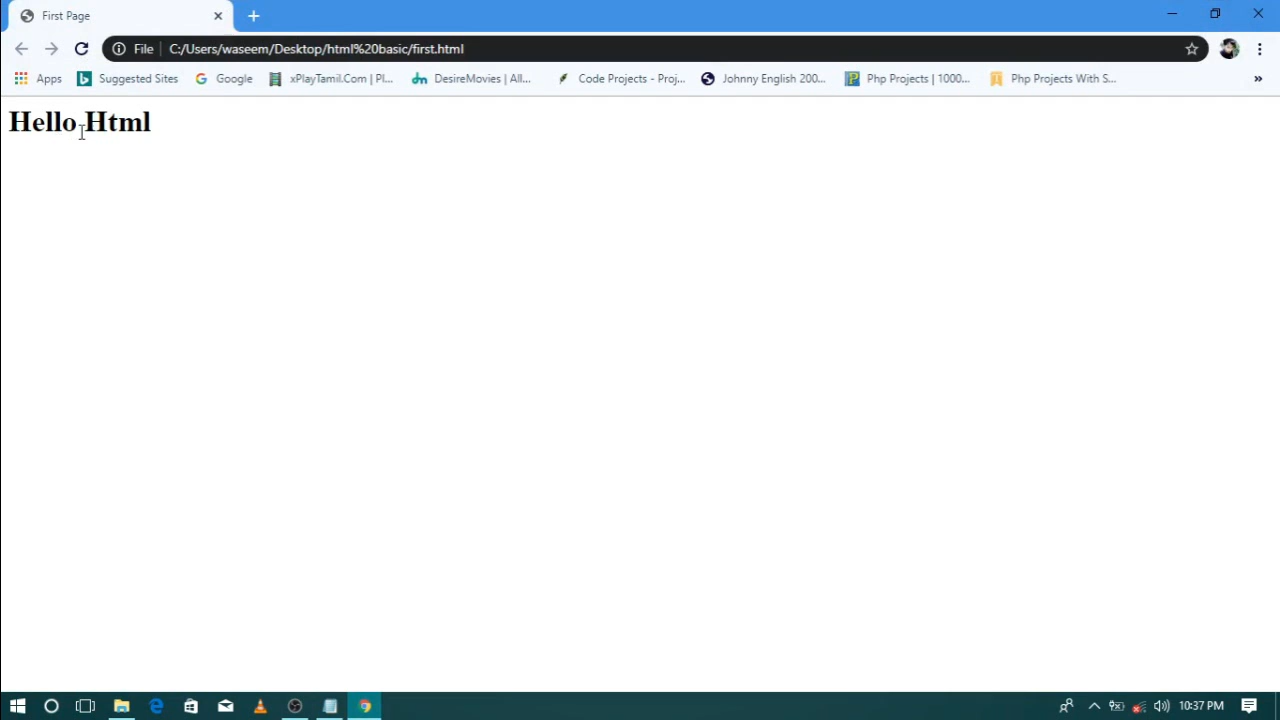 First Page
File C:/Users/waseem/Desktop/html%20basic/first.html
Apps Suggested Sites Google xPlayTamil.Com | Pl... DesireMovies | All... Code Projects - Proj... Johnny English 200... Php Projects | 1000... Php Projects With S... »
Hello Html
10:37 PM